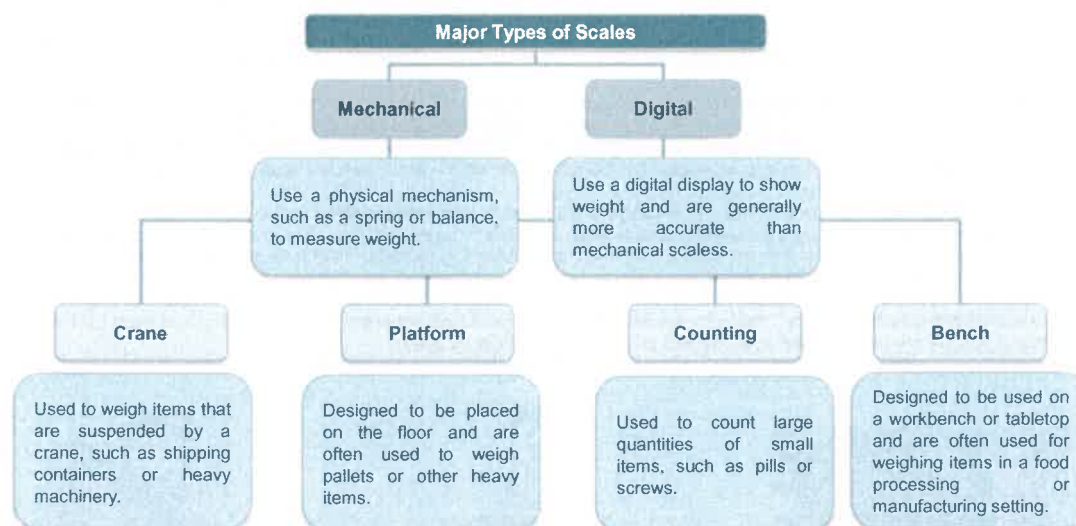 Major Types of Scales
Mechanical
Digital
Use a physical mechanism,
such as a spring or balance,
to measure weight.
Use a digital display to show
weight and are generally
more accurate than
mechanical scaless.
Crane
Platform
Counting
Bench
Used to weigh items that
are suspended by a
crane, such as shipping
containers or heavy
machinery.
Designed to be placed
on the floor and are
often used to weigh
pallets or other heavy
items.
Used to count large
quantities of small
items, such as pills or
screws.
Designed to be used on
a workbench or tabletop
and are often used for
weighing items in a food
processing or
manufacturing setting.